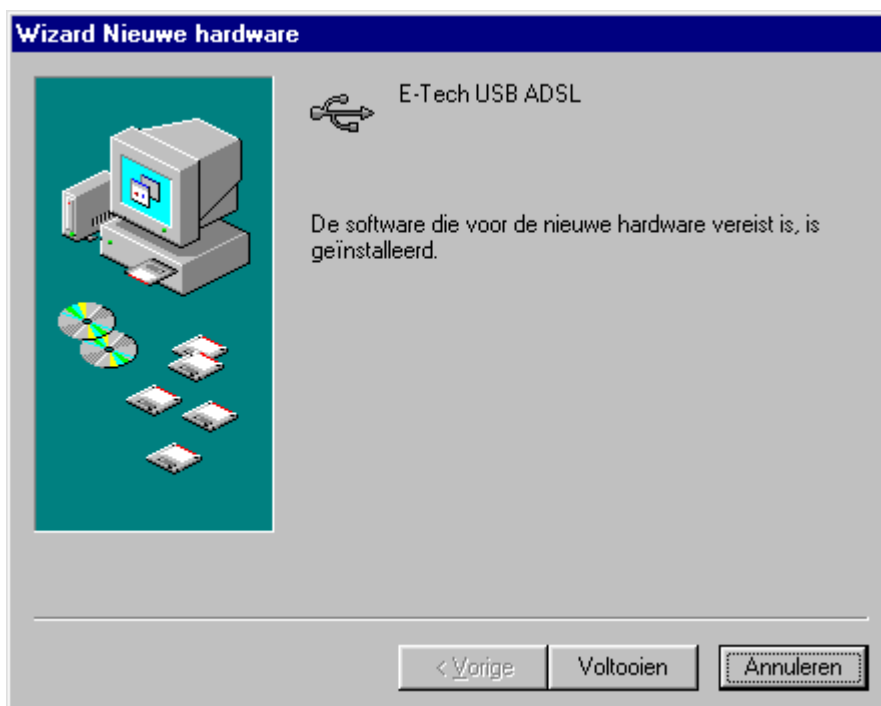 Wizard Nieuwe hardware
E-Tech USB ADSL
De software die voor de nieuwe hardware vereist is, is
geïnstalleerd.
< Vorige
Voltooien
Annuleren